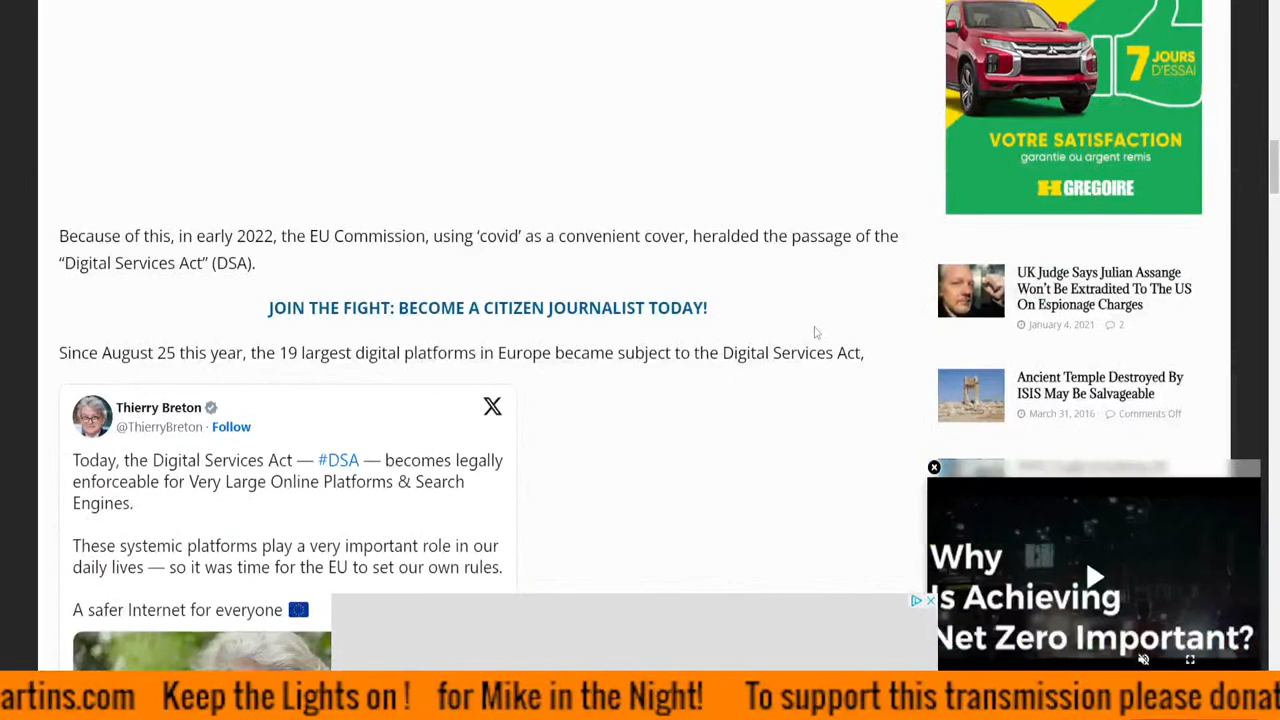 Because of this, in early 2022, the EU Commission, using ‘covid’ as a convenient cover, heralded the passage of the
“Digital Services Act” (DSA).
JOIN THE FIGHT: BECOME A CITIZEN JOURNALIST TODAY!
Since August 25 this year, the 19 largest digital platforms in Europe became subject to the Digital Services Act,
Thierry Breton
@ThierryBreton · Follow
Today, the Digital Services Act — #DSA — becomes legally
enforceable for Very Large Online Platforms & Search
Engines.
These systemic platforms play a very important role in our
daily lives — so it was time for the EU to set our own rules.
A safer Internet for everyone
7 JOURS
D'ESSAI
VOTRE SATISFACTION
garantie ou argent remis
H GREGOIRE
UK Judge Says Julian Assange
Won’t Be Extradited To The US
On Espionage Charges
January 4, 2021 2
Ancient Temple Destroyed By
ISIS May Be Salvageable
March 31, 2016 Comments Off
Why
Is Achieving
Net Zero Important?
artins.com Keep the Lights on ! for Mike in the Night! To support this transmission please donat